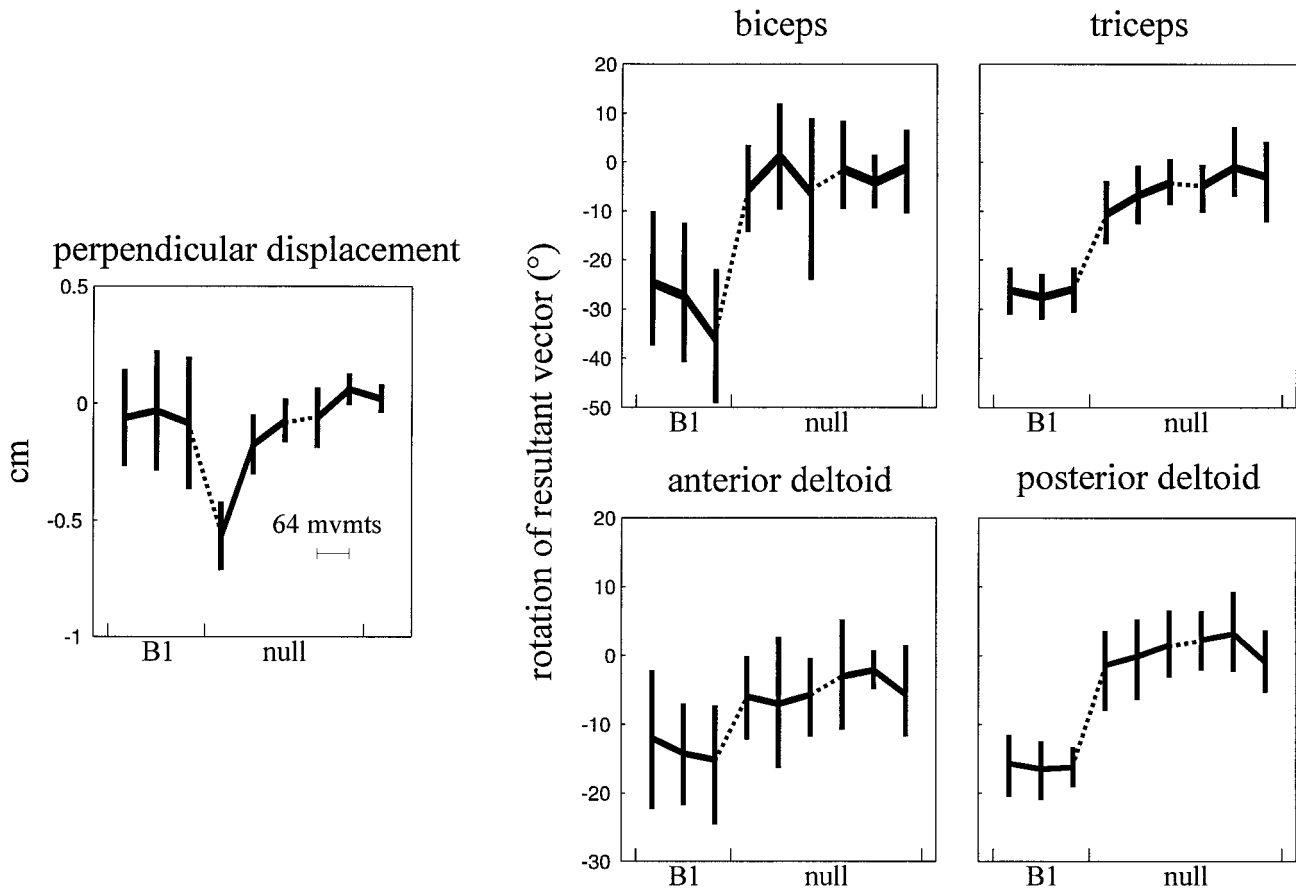 perpendicular displacement
0.5
0
-0.5
-1
cm
64 mvmts
B1 null
rotation of resultant vector (°)
biceps
20
10
0
-10
-20
-30
-40
-50
B1 null
triceps
B1 null
anterior deltoid
20
10
0
-10
-20
-30
B1 null
posterior deltoid
B1 null